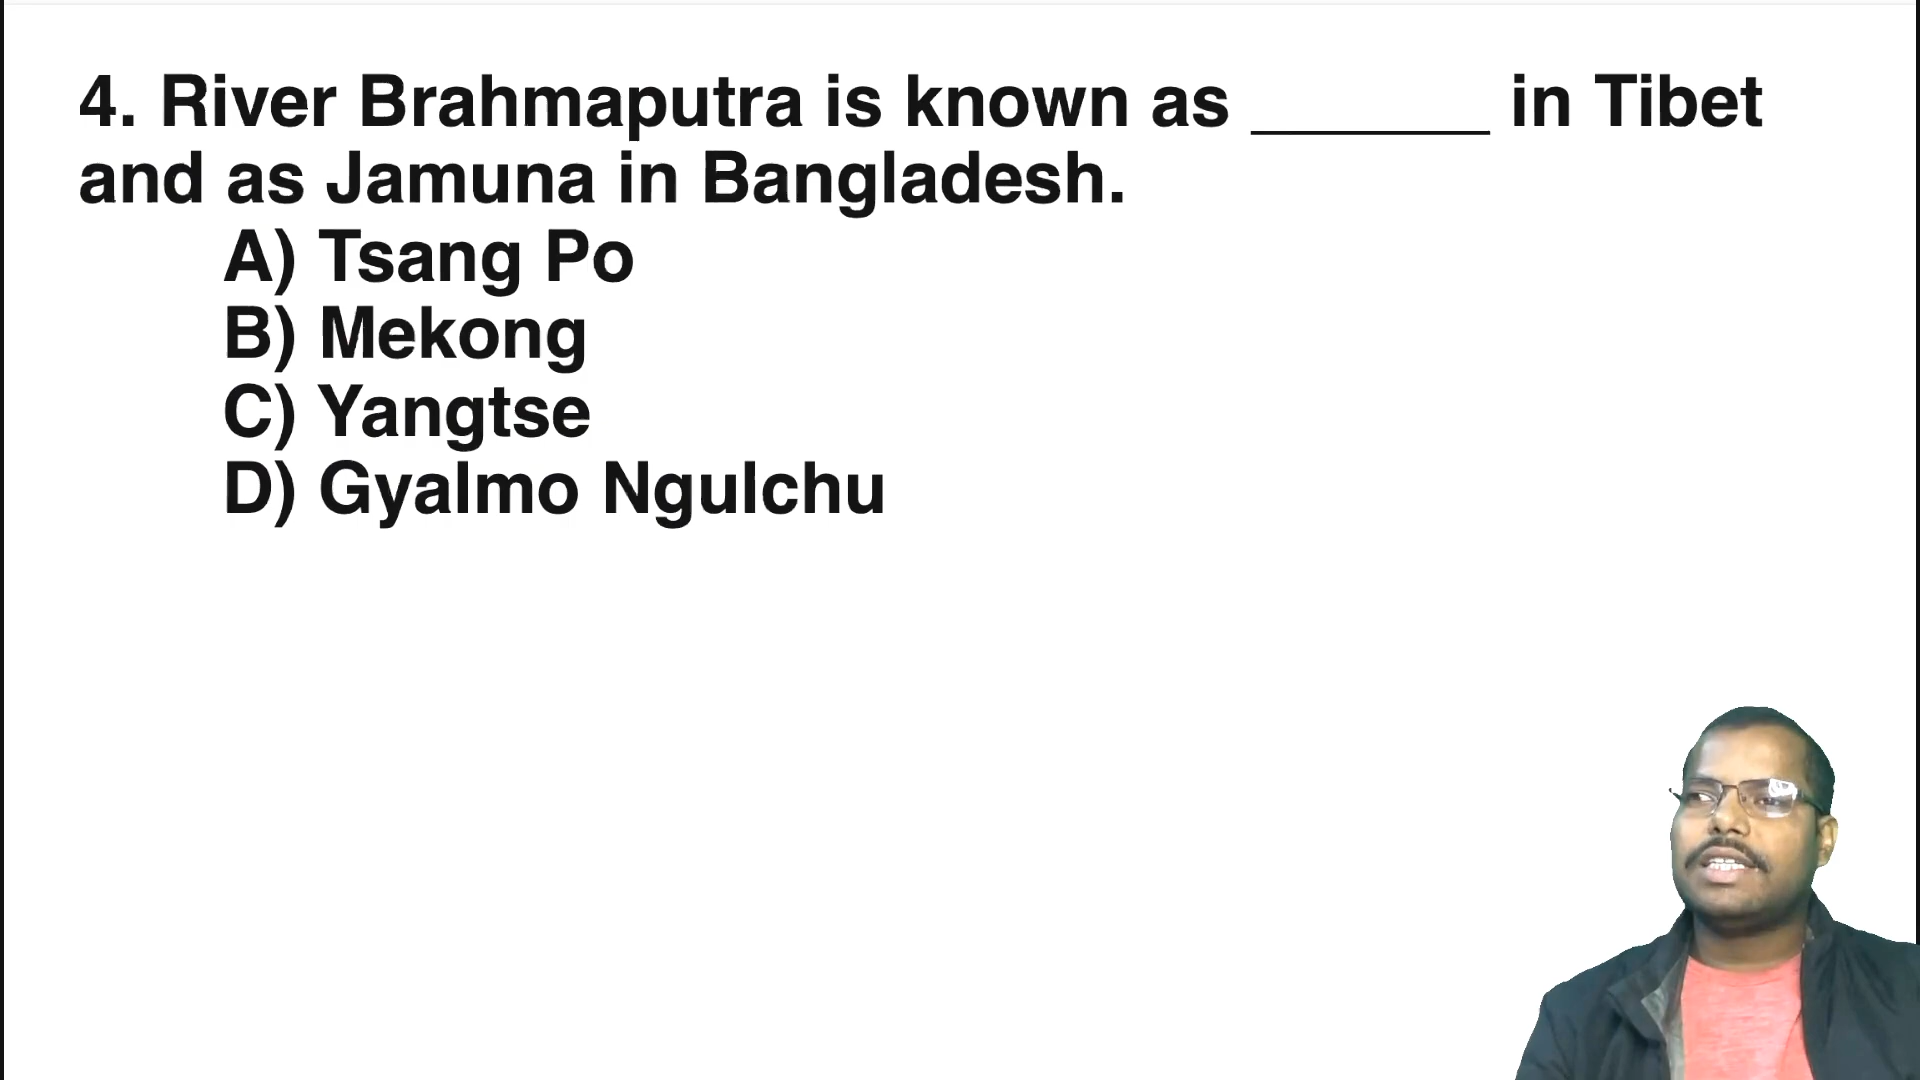 4. River Brahmaputra is known as _______ in Tibet
and as Jamuna in Bangladesh.
A) Tsang Po
B) Mekong
C) Yangtse
D) Gyalmo Ngulchu